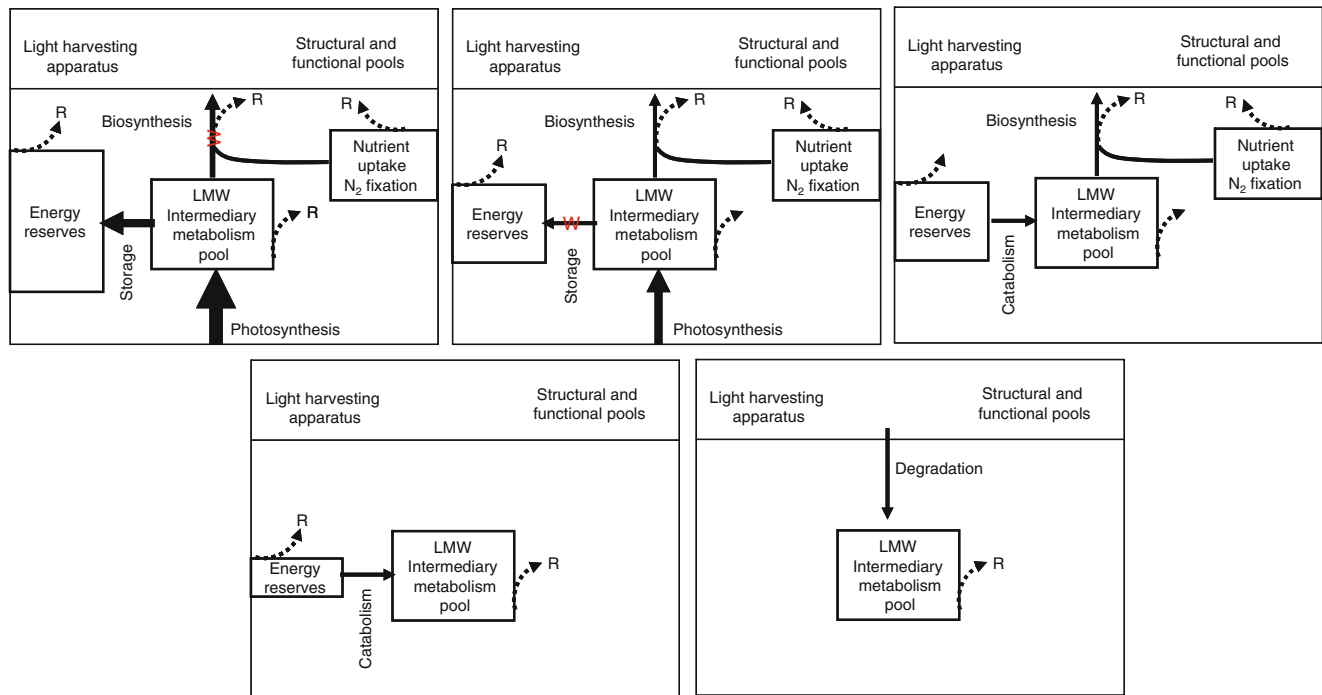 Light harvesting
apparatus
Structural and
functional pools
R
Biosynthesis
R
R
Nutrient
uptake
N₂ fixation
Energy
reserves
LMW
Intermediary
metabolism
pool
R
Storage
Photosynthesis
Light harvesting
apparatus
Structural and
functional pools
R
Biosynthesis
R
R
Nutrient
uptake
N₂ fixation
Energy
reserves
LMW
Intermediary
metabolism
pool
Storage
Photosynthesis
Light harvesting
apparatus
Structural and
functional pools
Biosynthesis
R
R
Nutrient
uptake
N₂ fixation
Energy
reserves
LMW
Intermediary
metabolism
pool
Catabolism
Light harvesting
apparatus
Structural and
functional pools
R
Energy
reserves
LMW
Intermediary
metabolism
pool
R
Catabolism
Light harvesting
apparatus
Structural and
functional pools
Degradation
LMW
Intermediary
metabolism
pool
R